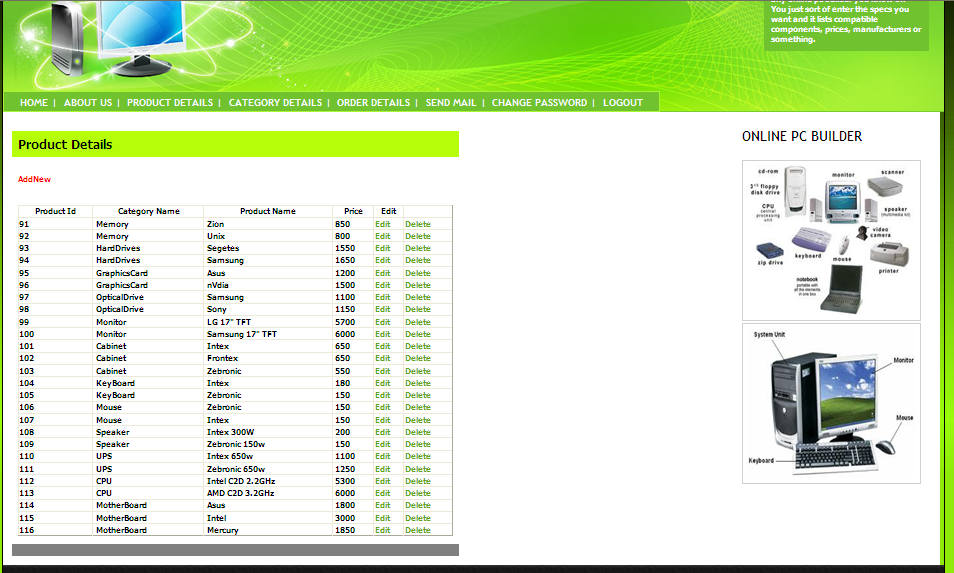 You just sort of enter the specs you
want and it lists compatible
components, prices, manufacturers or
something.
HOME | ABOUT US | PRODUCT DETAILS | CATEGORY DETAILS | ORDER DETAILS | SEND MAIL | CHANGE PASSWORD | LOGOUT
Product Details
AddNew
Product Id Category Name Product Name Price Edit
91 Memory Zion 850 Edit Delete
92 Memory Unix 800 Edit Delete
93 HardDrives Segetes 1550 Edit Delete
94 HardDrives Samsung 1650 Edit Delete
95 GraphicsCard Asus 1200 Edit Delete
96 GraphicsCard nVdia 1500 Edit Delete
97 OpticalDrive Samsung 1100 Edit Delete
98 OpticalDrive Sony 1150 Edit Delete
99 Monitor LG 17" TFT 5700 Edit Delete
100 Monitor Samsung 17" TFT 6000 Edit Delete
101 Cabinet Intex 650 Edit Delete
102 Cabinet Frontex 650 Edit Delete
103 Cabinet Zebronic 550 Edit Delete
104 KeyBoard Intex 180 Edit Delete
105 KeyBoard Zebronic 150 Edit Delete
106 Mouse Zebronic 150 Edit Delete
107 Mouse Intex 150 Edit Delete
108 Speaker Intex 300W 200 Edit Delete
109 Speaker Zebronic 150w 150 Edit Delete
110 UPS Intex 650w 1100 Edit Delete
111 UPS Zebronic 650w 1250 Edit Delete
112 CPU Intel C2D 2.2GHz 5300 Edit Delete
113 CPU AMD C2D 3.2GHz 6000 Edit Delete
114 MotherBoard Asus 1800 Edit Delete
115 MotherBoard Intel 3000 Edit Delete
116 MotherBoard Mercury 1850 Edit Delete
ONLINE PC BUILDER
cd-rom
monitor
scanner
3½ floppy
disk drive
CPU
central
processing
unit
speaker
(multimedia kit)
video
camera
zip drive
keyboard
mouse
printer
notebook
portable with
all the elements
in one box
System Unit
Monitor
Mouse
Keyboard